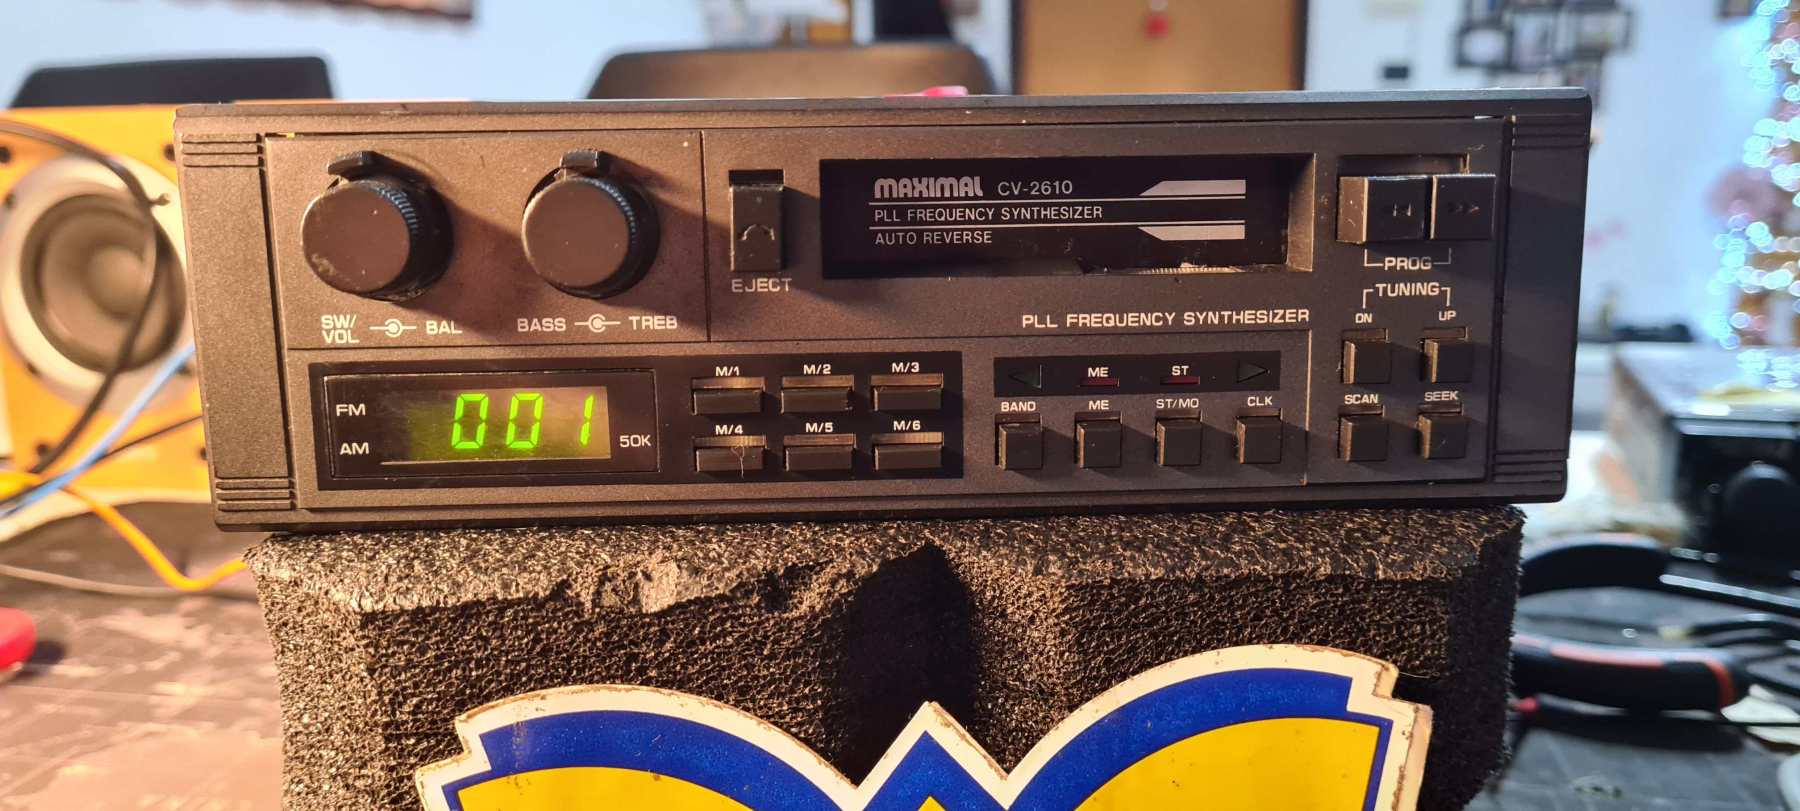 MAXIMAL CV-2610
PLL FREQUENCY SYNTHESIZER
AUTO REVERSE
EJECT
PROG
TUNING
DN UP
SW/VOL BAL
BASS TREB
PLL FREQUENCY SYNTHESIZER
FM
AM
001
50K
M/1 M/2 M/3
M/4 M/5 M/6
ME ST
BAND ME ST/MO CLK
SCAN SEEK